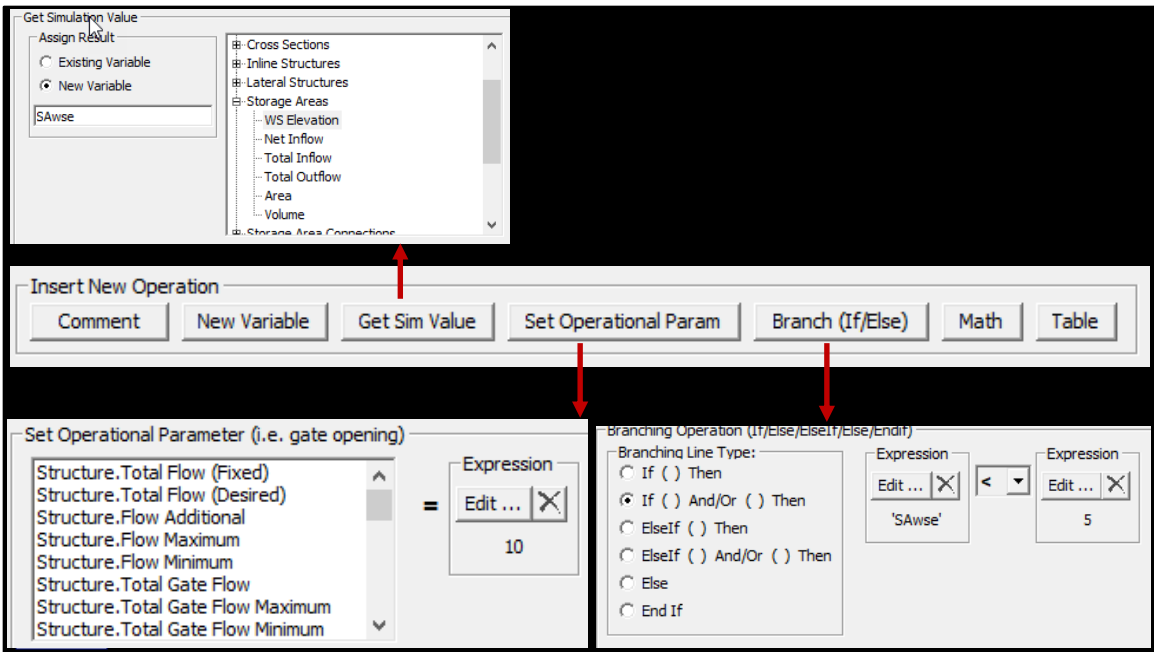 Get Simulation Value
Assign Result
Existing Variable
New Variable
SAwse
Cross Sections
Inline Structures
Lateral Structures
Storage Areas
WS Elevation
Net Inflow
Total Inflow
Total Outflow
Area
Volume
Storage Area Connections
Insert New Operation
Comment New Variable Get Sim Value Set Operational Param Branch (If/Else) Math Table
Set Operational Parameter (i.e. gate opening)
Structure.Total Flow (Fixed)
Structure.Total Flow (Desired)
Structure.Flow Additional
Structure.Flow Maximum
Structure.Flow Minimum
Structure.Total Gate Flow
Structure.Total Gate Flow Maximum
Structure.Total Gate Flow Minimum
=
Expression
Edit ...
10
Branching Operation (If/Else/ElseIf/Else/Endif)
Branching Line Type:
If ( ) Then
If ( ) And/Or ( ) Then
ElseIf ( ) Then
ElseIf ( ) And/Or ( ) Then
Else
End If
Expression
Edit ...
'SAwse'
<
Expression
Edit ...
5